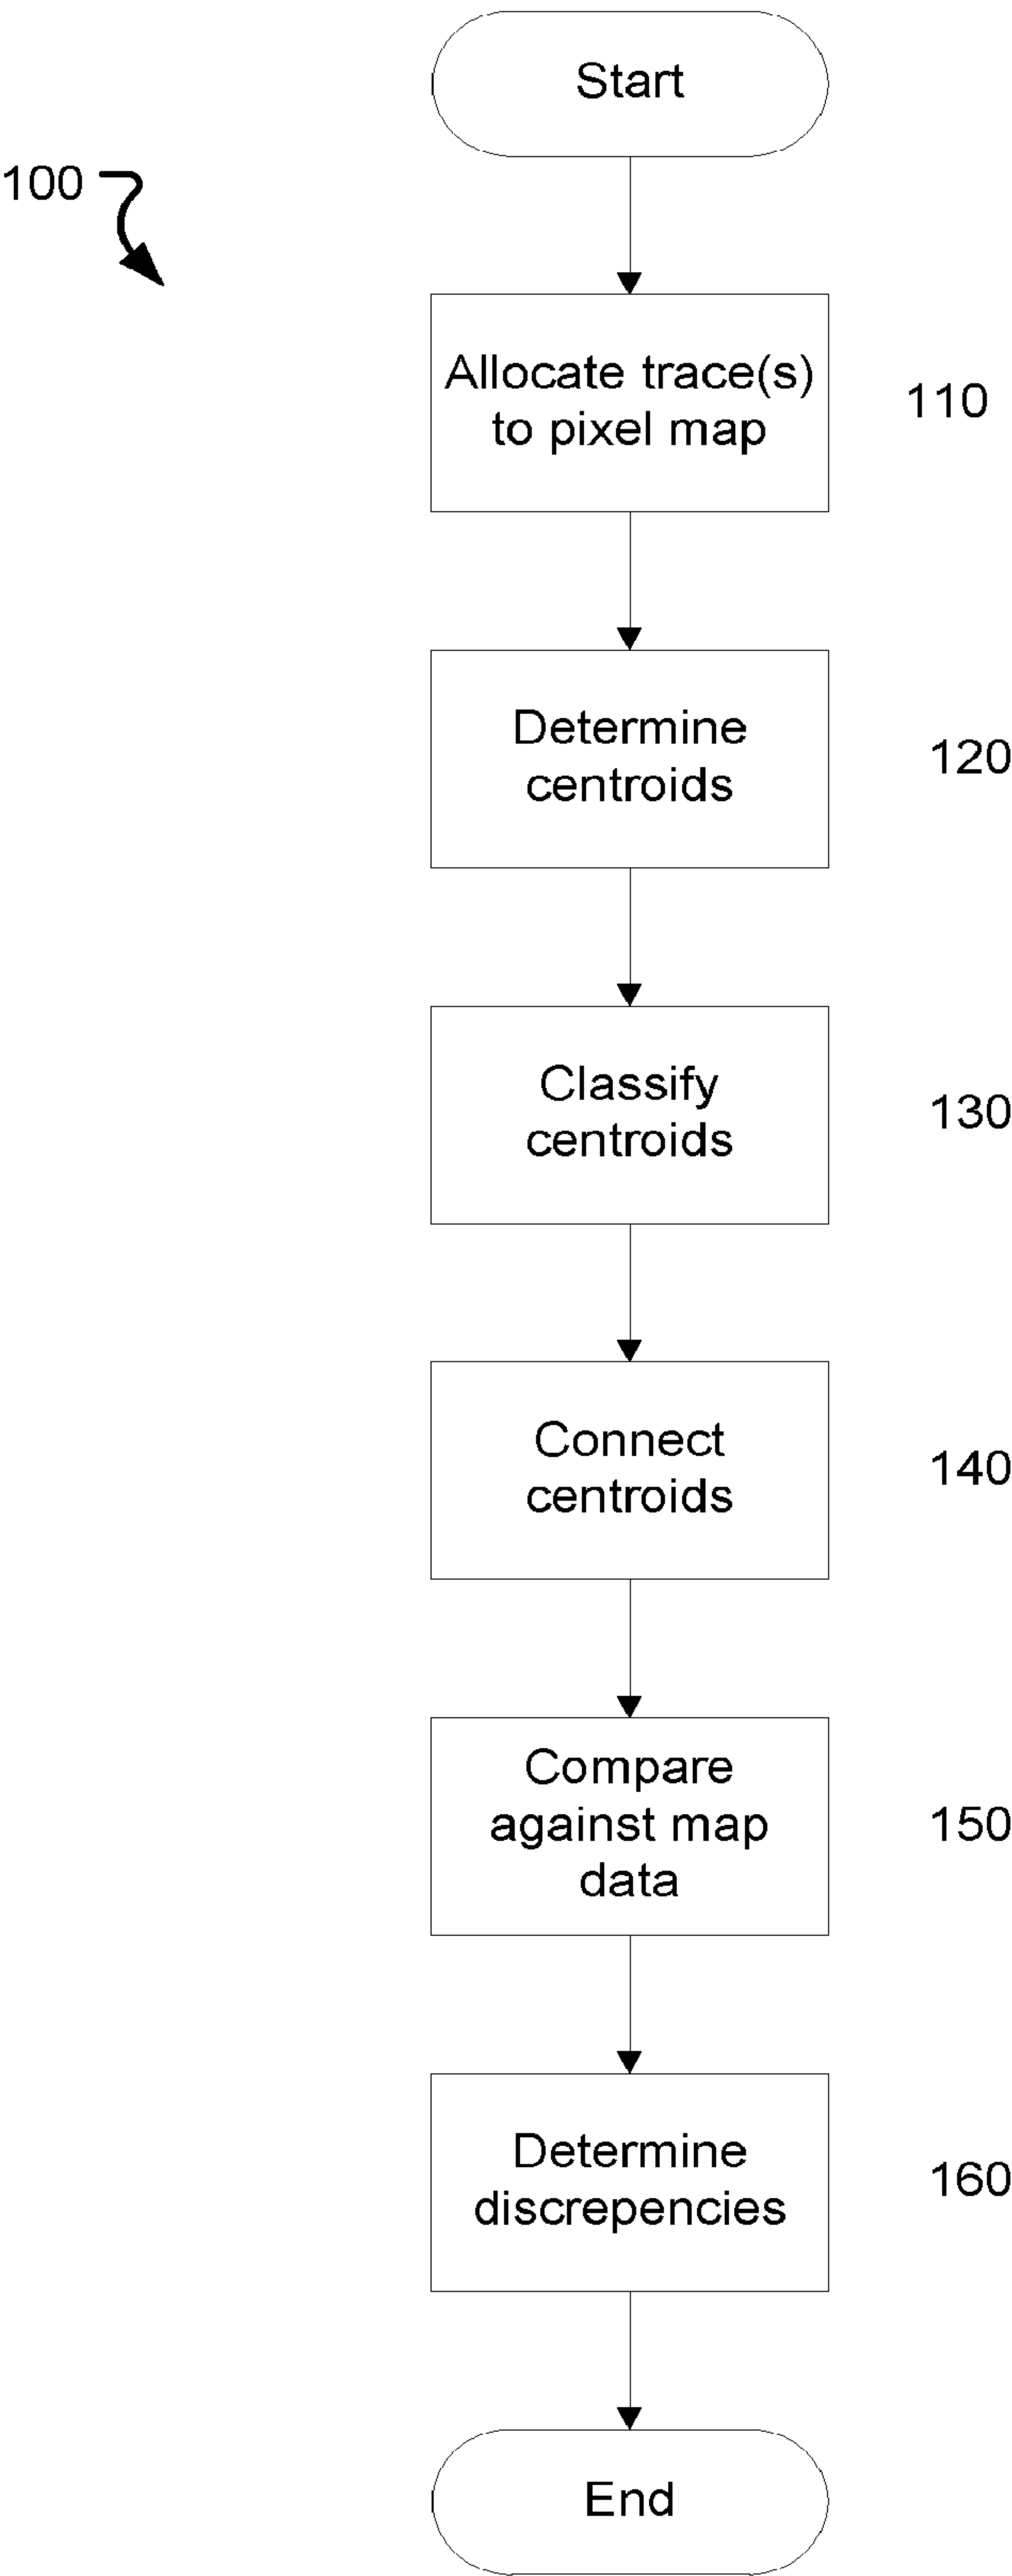 Start
100
Allocate trace(s)
to pixel map
110
Determine
centroids
120
Classify
centroids
130
Connect
centroids
140
Compare
against map
data
150
Determine
discrepencies
160
End